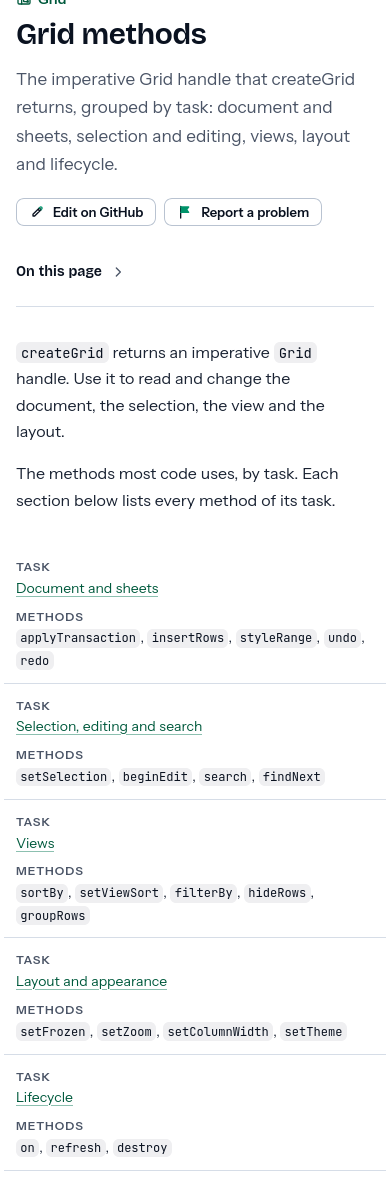 Grid
Grid methods
The imperative Grid handle that createGrid
returns, grouped by task: document and
sheets, selection and editing, views, layout
and lifecycle.
Edit on GitHub
Report a problem
On this page
createGrid returns an imperative Grid
handle. Use it to read and change the
document, the selection, the view and the
layout.
The methods most code uses, by task. Each
section below lists every method of its task.
TASK
Document and sheets
METHODS
applyTransaction, insertRows, styleRange, undo,
redo
TASK
Selection, editing and search
METHODS
setSelection, beginEdit, search, findNext
TASK
Views
METHODS
sortBy, setViewSort, filterBy, hideRows,
groupRows
TASK
Layout and appearance
METHODS
setFrozen, setZoom, setColumnWidth, setTheme
TASK
Lifecycle
METHODS
on, refresh, destroy